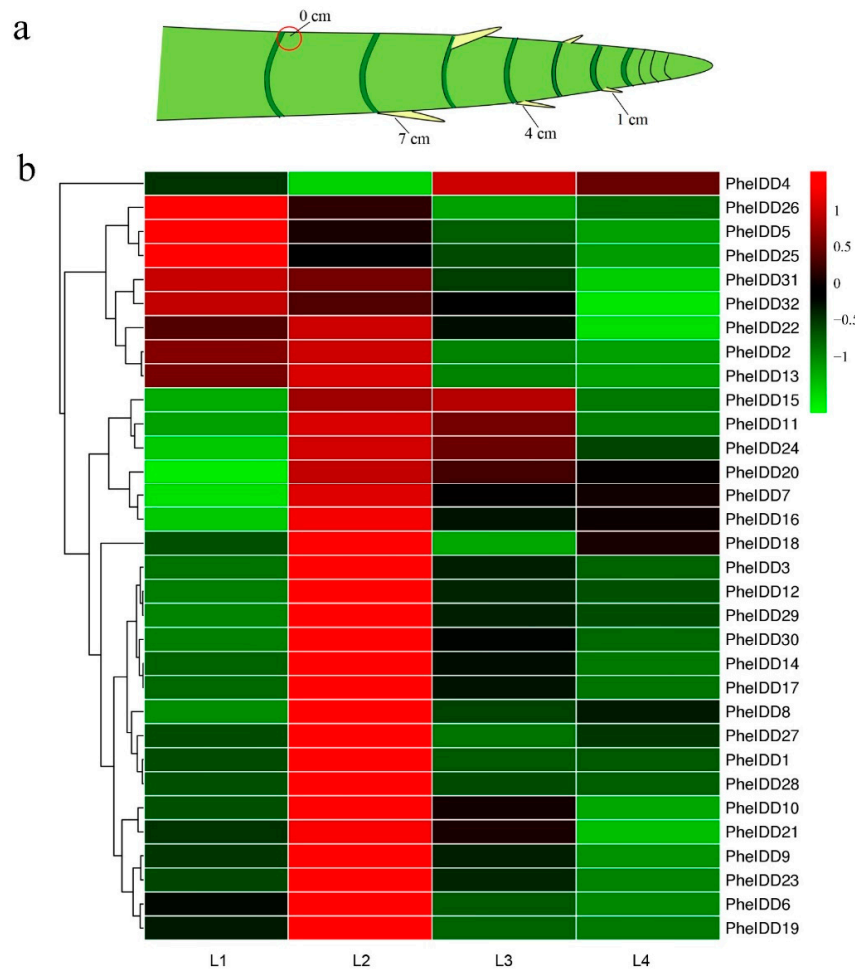 a
0 cm
7 cm
4 cm
1 cm
b
PheIDD4
PheIDD26
PheIDD5
PheIDD25
PheIDD31
PheIDD32
PheIDD22
PheIDD2
PheIDD13
PheIDD15
PheIDD11
PheIDD24
PheIDD20
PheIDD7
PheIDD16
PheIDD18
PheIDD3
PheIDD12
PheIDD29
PheIDD30
PheIDD14
PheIDD17
PheIDD8
PheIDD27
PheIDD1
PheIDD28
PheIDD10
PheIDD21
PheIDD9
PheIDD23
PheIDD6
PheIDD19
1
0.5
0
−0.5
−1
L1 L2 L3 L4